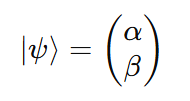 |ψ⟩ = (α
β)